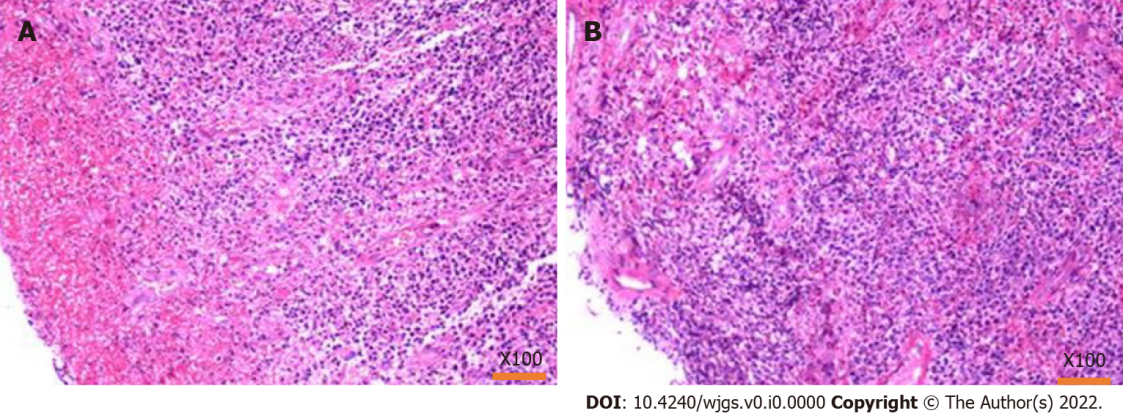 A
B
X100
X100
DOI: 10.4240/wjgs.v0.i0.0000 Copyright © The Author(s) 2022.